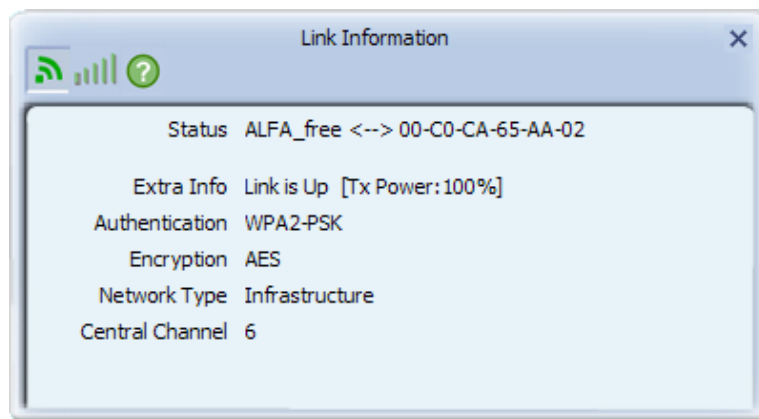 Link Information
?
Status ALFA_free <--> 00-C0-CA-65-AA-02
Extra Info Link is Up [Tx Power:100%]
Authentication WPA2-PSK
Encryption AES
Network Type Infrastructure
Central Channel 6